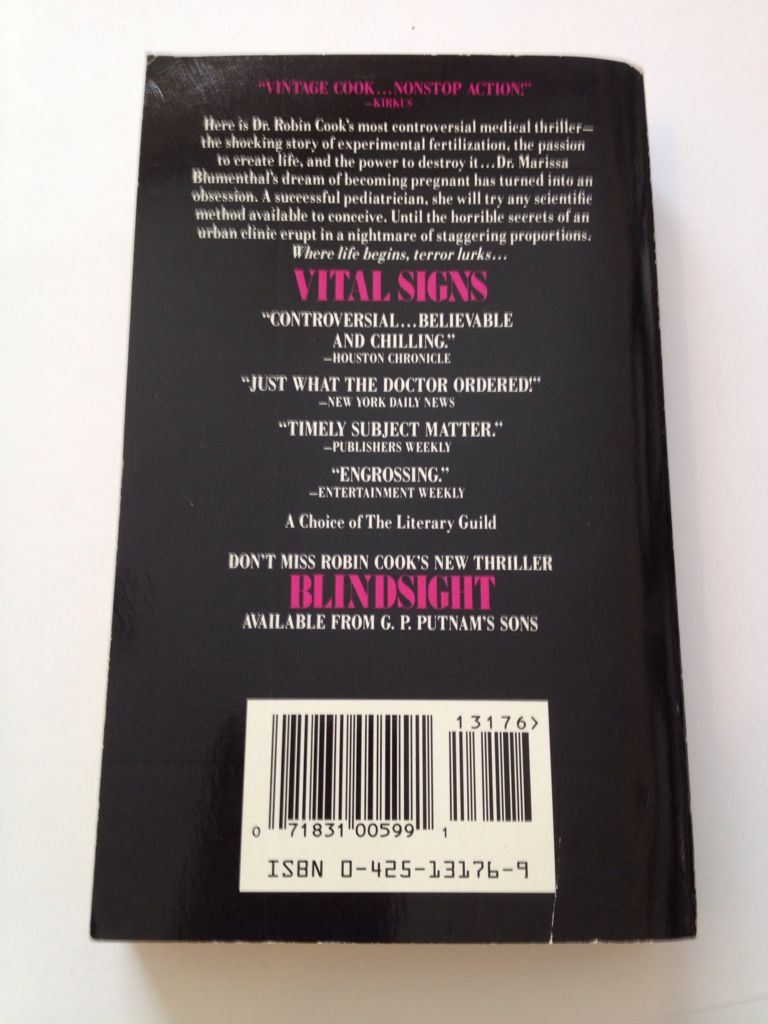 "VINTAGE COOK...NONSTOP ACTION!"
—KIRKUS
Here is Dr. Robin Cook's most controversial medical thriller—
the shocking story of experimental fertilization, the passion
to create life, and the power to destroy it...Dr. Marissa
Blumenthal's dream of becoming pregnant has turned into an
obsession. A successful pediatrician, she will try any scientific
method available to conceive. Until the horrible secrets of an
urban clinic erupt in a nightmare of staggering proportions.
Where life begins, terror lurks...
VITAL SIGNS
"CONTROVERSIAL...BELIEVABLE
AND CHILLING."
—HOUSTON CHRONICLE
"JUST WHAT THE DOCTOR ORDERED!"
—NEW YORK DAILY NEWS
"TIMELY SUBJECT MATTER."
—PUBLISHERS WEEKLY
"ENGROSSING."
—ENTERTAINMENT WEEKLY
A Choice of The Literary Guild
DON'T MISS ROBIN COOK'S NEW THRILLER
BLINDSIGHT
AVAILABLE FROM G. P. PUTNAM'S SONS
13176>
0 71831 00599 1
ISBN 0-425-13176-9